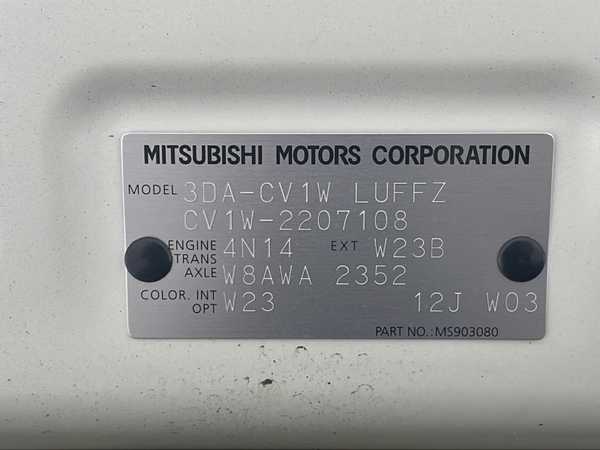 MITSUBISHI MOTORS CORPORATION
MODEL 3DA-CV1W LUFFZ
CV1W-2207108
ENGINE 4N14 EXT W23B
TRANS
AXLE W8AWA 2352
COLOR. INT W23 12J W03
OPT
PART NO.:MS903080